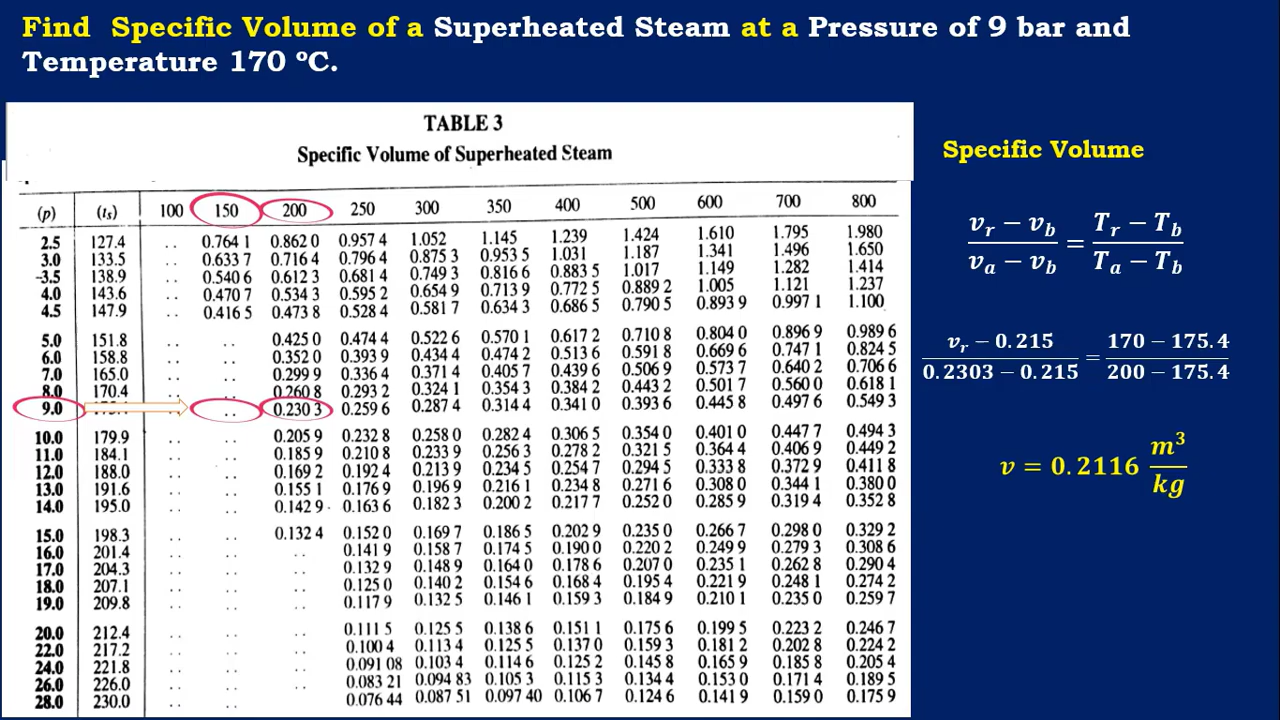 Find Specific Volume of a Superheated Steam at a Pressure of 9 bar and
Temperature 170 °C.
TABLE 3
Specific Volume of Superheated Steam
(p) (ts) 100 150 200 250 300 350 400 500 600 700 800
2.5 127.4 .. 0.764 1 0.862 0 0.957 4 1.052 1.145 1.239 1.424 1.610 1.795 1.980
3.0 133.5 .. 0.633 7 0.716 4 0.796 4 0.875 3 0.953 5 1.031 1.187 1.341 1.496 1.650
-3.5 138.9 .. 0.540 6 0.612 3 0.681 4 0.749 3 0.816 6 0.883 5 1.017 1.149 1.282 1.414
4.0 143.6 .. 0.470 7 0.534 3 0.595 2 0.654 9 0.713 9 0.772 5 0.889 2 1.005 1.121 1.237
4.5 147.9 .. 0.416 5 0.473 8 0.528 4 0.581 7 0.634 3 0.686 5 0.790 5 0.893 9 0.997 1 1.100
5.0 151.8 .. .. 0.425 0 0.474 4 0.522 6 0.570 1 0.617 2 0.710 8 0.804 0 0.896 9 0.989 6
6.0 158.8 .. .. 0.352 0 0.393 9 0.434 4 0.474 2 0.513 6 0.591 8 0.669 6 0.747 1 0.824 5
7.0 165.0 .. .. 0.299 9 0.336 4 0.371 4 0.405 7 0.439 6 0.506 9 0.573 7 0.640 2 0.706 6
8.0 170.4 .. .. 0.260 8 0.293 2 0.324 1 0.354 3 0.384 2 0.443 2 0.501 7 0.560 0 0.618 1
9.0 .. 0.230 3 0.259 6 0.287 4 0.314 4 0.341 0 0.393 6 0.445 8 0.497 6 0.549 3
10.0 179.9 .. .. 0.205 9 0.232 8 0.258 0 0.282 4 0.306 5 0.354 0 0.401 0 0.447 7 0.494 3
11.0 184.1 .. .. 0.185 9 0.210 8 0.233 9 0.256 3 0.278 2 0.321 5 0.364 4 0.406 9 0.449 2
12.0 188.0 .. .. 0.169 2 0.192 4 0.213 9 0.234 5 0.254 7 0.294 5 0.333 8 0.372 9 0.411 8
13.0 191.6 .. .. 0.155 1 0.176 9 0.196 9 0.216 1 0.234 8 0.271 6 0.308 0 0.344 1 0.380 0
14.0 195.0 .. .. 0.142 9 0.163 6 0.182 3 0.200 2 0.217 7 0.252 0 0.285 9 0.319 4 0.352 8
15.0 198.3 .. .. 0.132 4 0.152 0 0.169 7 0.186 5 0.202 9 0.235 0 0.266 7 0.298 0 0.329 2
16.0 201.4 .. .. .. 0.141 9 0.158 7 0.174 5 0.190 0 0.220 2 0.249 9 0.279 3 0.308 6
17.0 204.3 .. .. .. 0.132 9 0.148 9 0.164 0 0.178 6 0.207 0 0.235 1 0.262 8 0.290 4
18.0 207.1 .. .. .. 0.125 0 0.140 2 0.154 6 0.168 4 0.195 4 0.221 9 0.248 1 0.274 2
19.0 209.8 .. .. .. 0.117 9 0.132 5 0.146 1 0.159 3 0.184 9 0.210 1 0.235 0 0.259 7
20.0 212.4 .. .. .. 0.111 5 0.125 5 0.138 6 0.151 1 0.175 6 0.199 5 0.223 2 0.246 7
22.0 217.2 .. .. .. 0.100 4 0.113 4 0.125 5 0.137 0 0.159 3 0.181 2 0.202 8 0.224 2
24.0 221.8 .. .. .. 0.091 08 0.103 4 0.114 6 0.125 2 0.145 8 0.165 9 0.185 8 0.205 4
26.0 226.0 .. .. .. 0.083 21 0.094 83 0.105 3 0.115 3 0.134 4 0.153 0 0.171 4 0.189 5
28.0 230.0 .. .. 0.076 44 0.087 51 0.097 40 0.106 7 0.124 6 0.141 9 0.159 0 0.175 9
Specific Volume
vr − vb / va − vb = Tr − Tb / Ta − Tb
vr − 0.215 / 0.2303 − 0.215 = 170 − 175.4 / 200 − 175.4
v = 0.2116 m³/kg